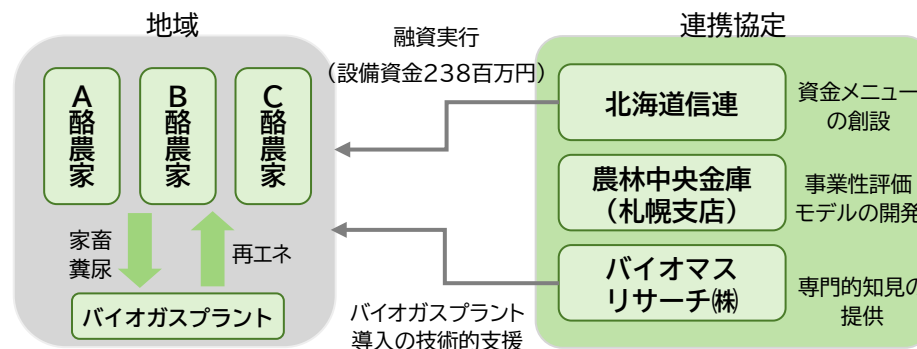 地域
A酪農家
B酪農家
C酪農家
家畜
糞尿
再エネ
バイオガスプラント
融資実行
(設備資金238百万円)
バイオガスプラント
導入の技術的支援
連携協定
北海道信連
資金メニュー
の創設
農林中央金庫
(札幌支店)
事業性評価
モデルの開発
バイオマス
リサーチ㈱
専門的知見の
提供